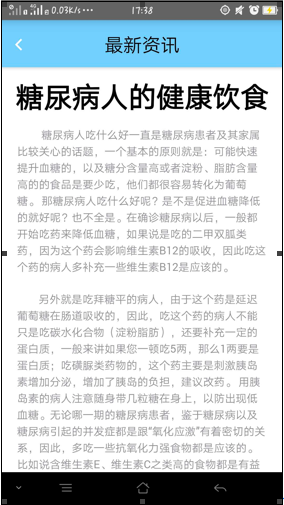 0.03K/s ··· 17:38
最新资讯
糖尿病人的健康饮食
糖尿病人吃什么好一直是糖尿病患者及其家属
比较关心的话题，一个基本的原则就是：可能快速
提升血糖的，以及糖分含量高或者淀粉、脂肪含量
高的的食品是要少吃，他们都很容易转化为葡萄
糖。那糖尿病人吃什么好呢？是不是促进血糖降低
的就好呢？也不全是。在确诊糖尿病以后，一般都
开始吃药来降低血糖，如果说是吃的二甲双胍类
药，因为这个药会影响维生素B12的吸收，因此吃这
个药的病人多补充一些维生素B12是应该的。
另外就是吃拜糖平的病人，由于这个药是延迟
葡萄糖在肠道吸收的，因此，吃这个药的病人不能
只是吃碳水化合物（淀粉脂肪），还要补充一定的
蛋白质，一般来讲如果您一顿吃5两，那么1两要是
蛋白质；吃磺脲类药物的，这个药主要是刺激胰岛
素增加分泌，增加了胰岛的负担，建议改药。用胰
岛素的病人注意随身带几粒糖在身上，以防出现低
血糖。无论哪一期的糖尿病患者，鉴于糖尿病以及
糖尿病引起的并发症都是跟“氧化应激”有着密切的关
系，因此，多吃一些抗氧化力强食物都是应该的。
比如说含维生素E、维生素C之类高的食物都是有益